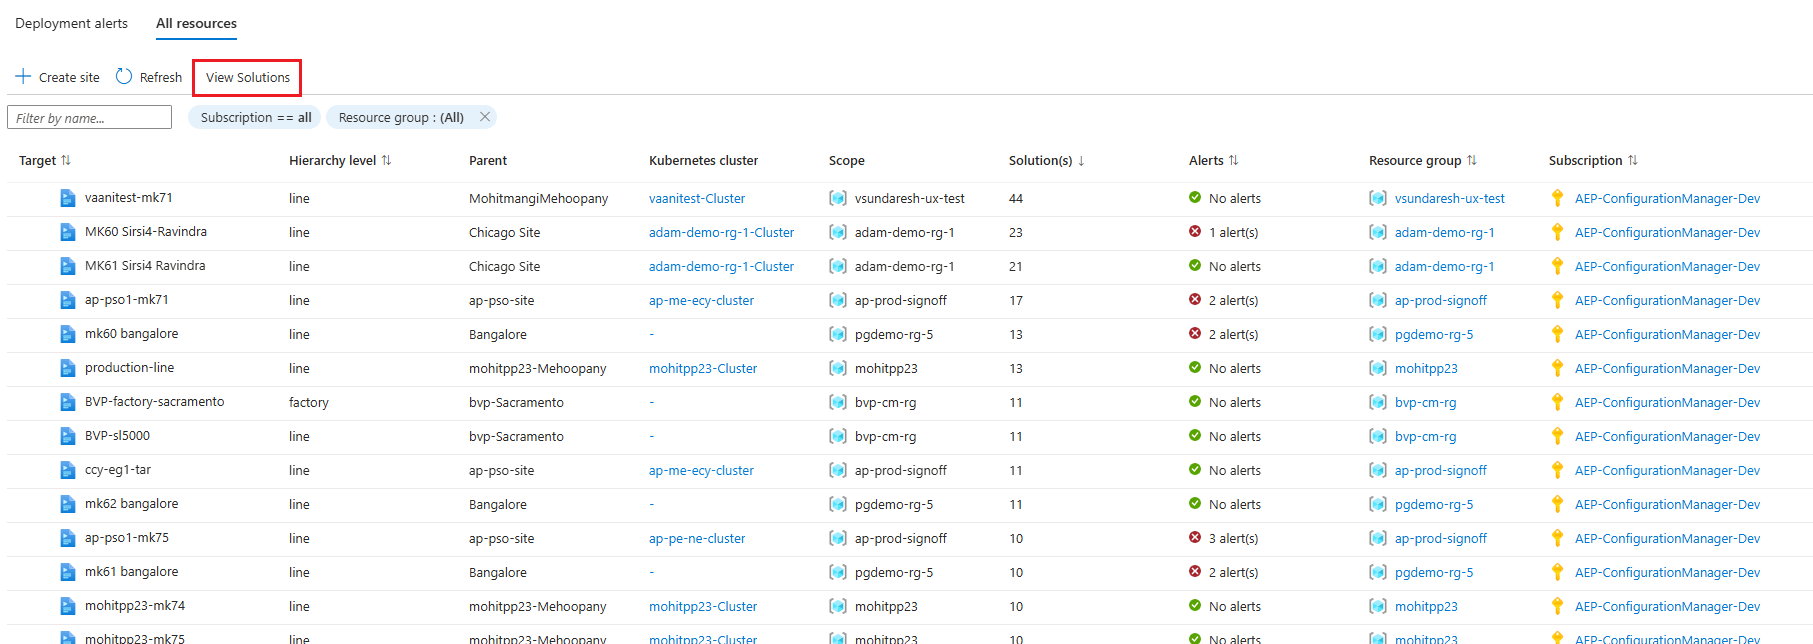 Deployment alerts All resources
Create site Refresh View Solutions
Filter by name... Subscription == all Resource group : (All)
Target Hierarchy level Parent Kubernetes cluster Scope Solution(s) Alerts Resource group Subscription
vaanitest-mk71 line MohitmangiMehoopany vaanitest-Cluster vsundaresh-ux-test 44 No alerts vsundaresh-ux-test AEP-ConfigurationManager-Dev
MK60 Sirsi4-Ravindra line Chicago Site adam-demo-rg-1-Cluster adam-demo-rg-1 23 1 alert(s) adam-demo-rg-1 AEP-ConfigurationManager-Dev
MK61 Sirsi4 Ravindra line Chicago Site adam-demo-rg-1-Cluster adam-demo-rg-1 21 No alerts adam-demo-rg-1 AEP-ConfigurationManager-Dev
ap-pso1-mk71 line ap-pso-site ap-me-ecy-cluster ap-prod-signoff 17 2 alert(s) ap-prod-signoff AEP-ConfigurationManager-Dev
mk60 bangalore line Bangalore - pgdemo-rg-5 13 2 alert(s) pgdemo-rg-5 AEP-ConfigurationManager-Dev
production-line line mohitpp23-Mehoopany mohitpp23-Cluster mohitpp23 13 No alerts mohitpp23 AEP-ConfigurationManager-Dev
BVP-factory-sacramento factory bvp-Sacramento - bvp-cm-rg 11 No alerts bvp-cm-rg AEP-ConfigurationManager-Dev
BVP-sl5000 line bvp-Sacramento - bvp-cm-rg 11 No alerts bvp-cm-rg AEP-ConfigurationManager-Dev
ccy-eg1-tar line ap-pso-site ap-me-ecy-cluster ap-prod-signoff 11 No alerts ap-prod-signoff AEP-ConfigurationManager-Dev
mk62 bangalore line Bangalore - pgdemo-rg-5 11 No alerts pgdemo-rg-5 AEP-ConfigurationManager-Dev
ap-pso1-mk75 line ap-pso-site ap-pe-ne-cluster ap-prod-signoff 10 3 alert(s) ap-prod-signoff AEP-ConfigurationManager-Dev
mk61 bangalore line Bangalore - pgdemo-rg-5 10 2 alert(s) pgdemo-rg-5 AEP-ConfigurationManager-Dev
mohitpp23-mk74 line mohitpp23-Mehoopany mohitpp23-Cluster mohitpp23 10 No alerts mohitpp23 AEP-ConfigurationManager-Dev
mohitpp23-mk75 line mohitpp23-Mehoopany mohitpp23-Cluster mohitpp23 10 No alerts mohitpp23 AEP-ConfigurationManager-Dev